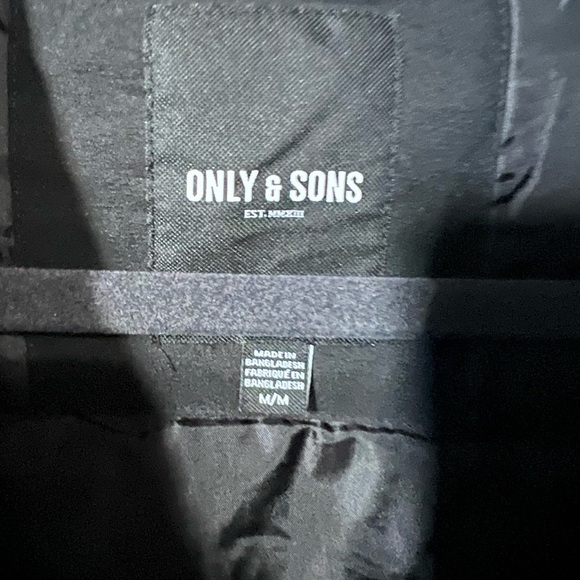 ONLY & SONS
EST.MMXIII
MADE IN
BANGLADESH
FABRIQUÉ EN
BANGLADESH
M/M